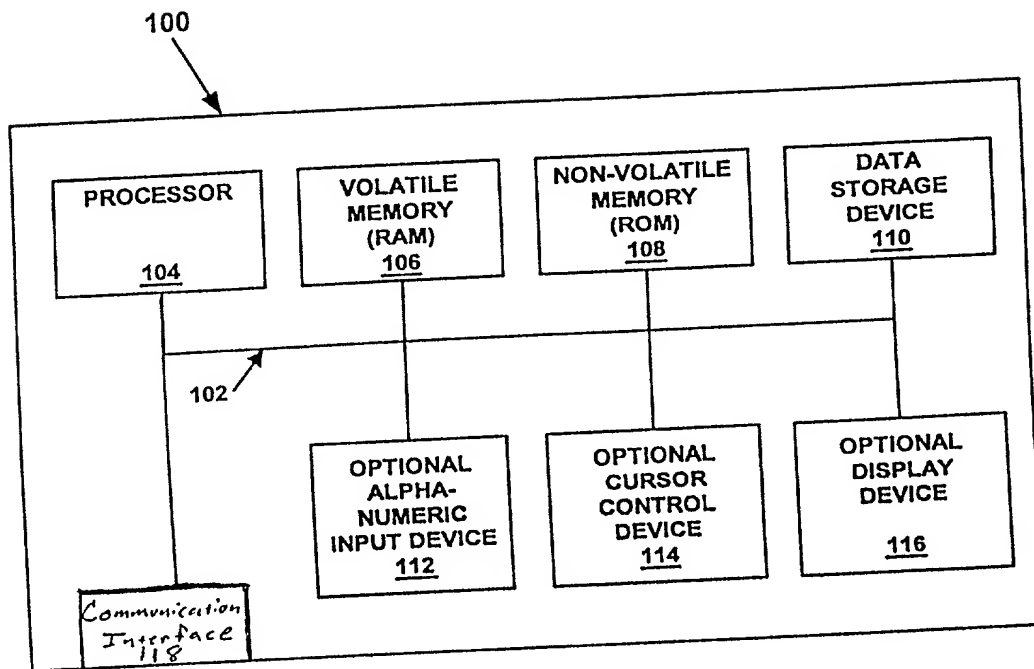 100
PROCESSOR
104
VOLATILE
MEMORY
(RAM)
106
NON-VOLATILE
MEMORY
(ROM)
108
DATA
STORAGE
DEVICE
110
102
OPTIONAL
ALPHA-
NUMERIC
INPUT DEVICE
112
OPTIONAL
CURSOR
CONTROL
DEVICE
114
OPTIONAL
DISPLAY
DEVICE
116
Communication
Interface
118